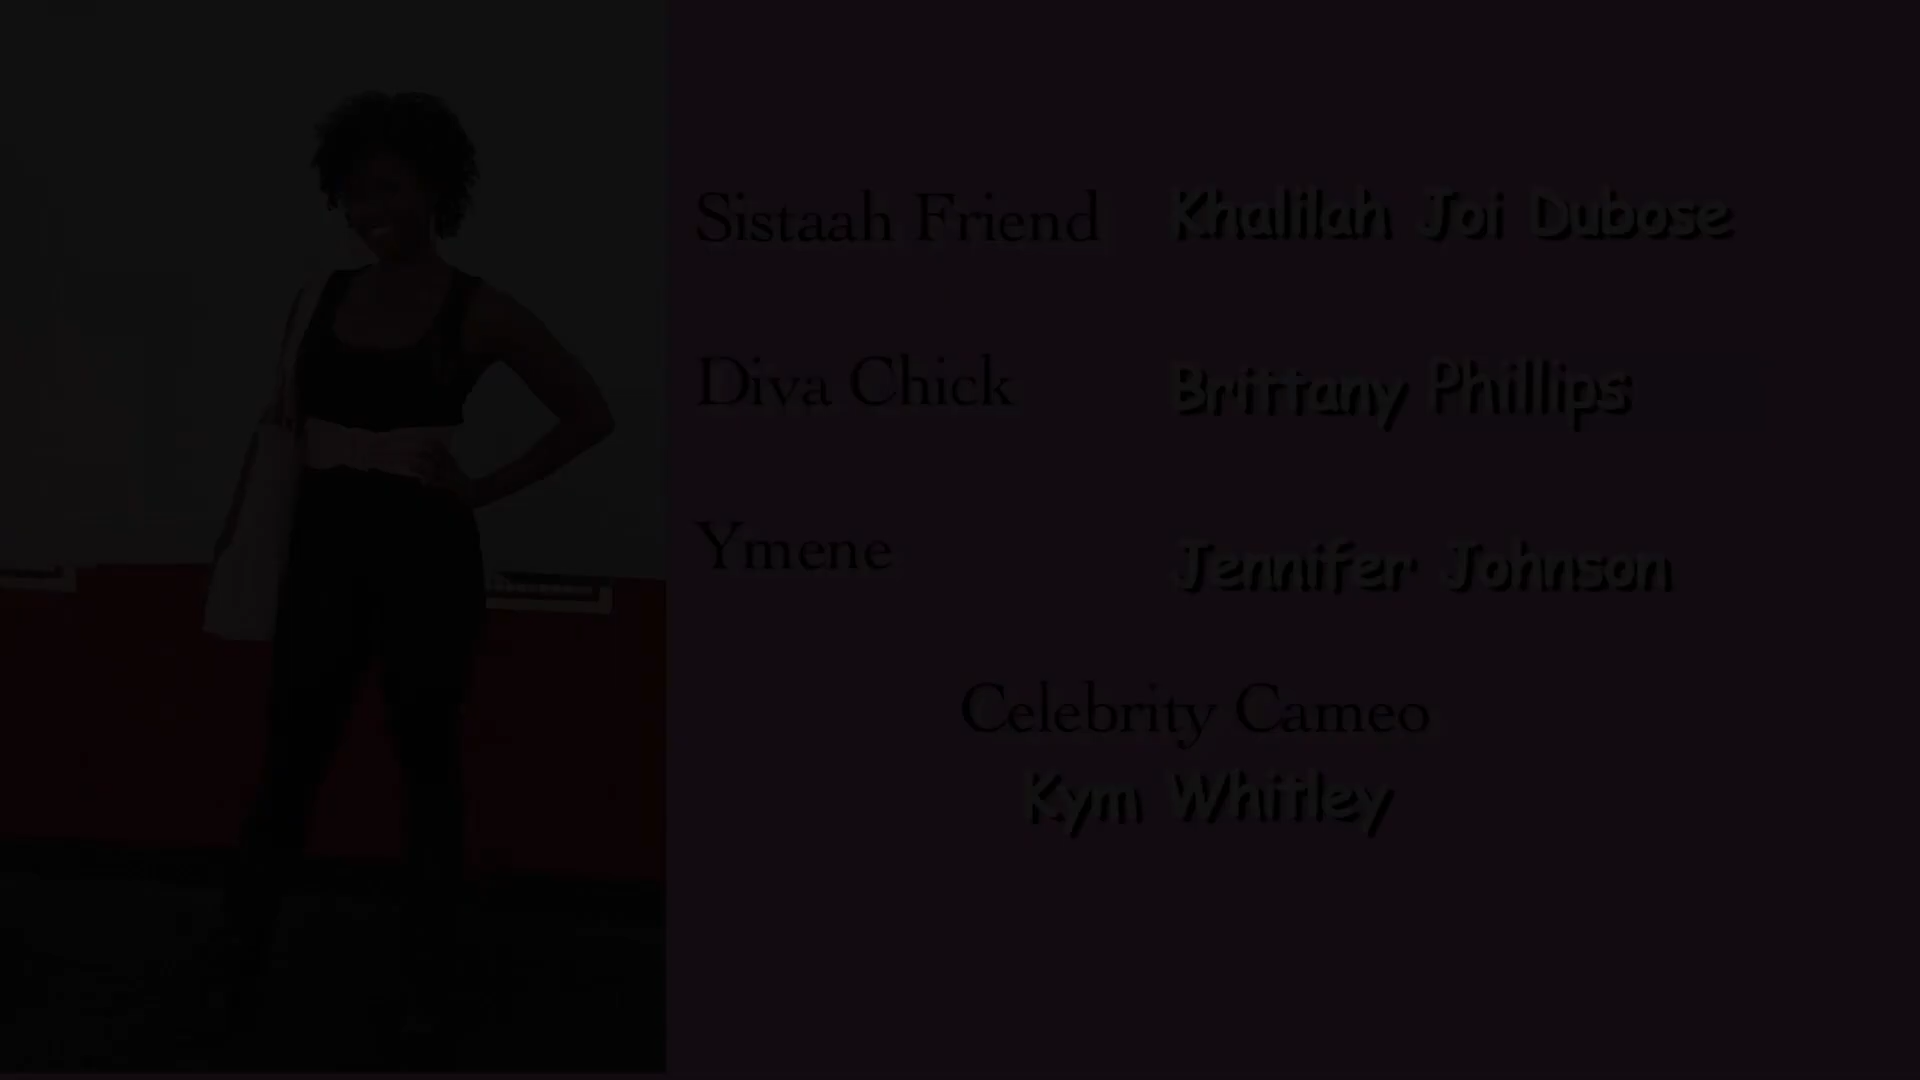 Sistaah Friend Khalilah Joi Dubose
Diva Chick Brittany Phillips
Ymene Jennifer Johnson
Celebrity Cameo
Kym Whitley